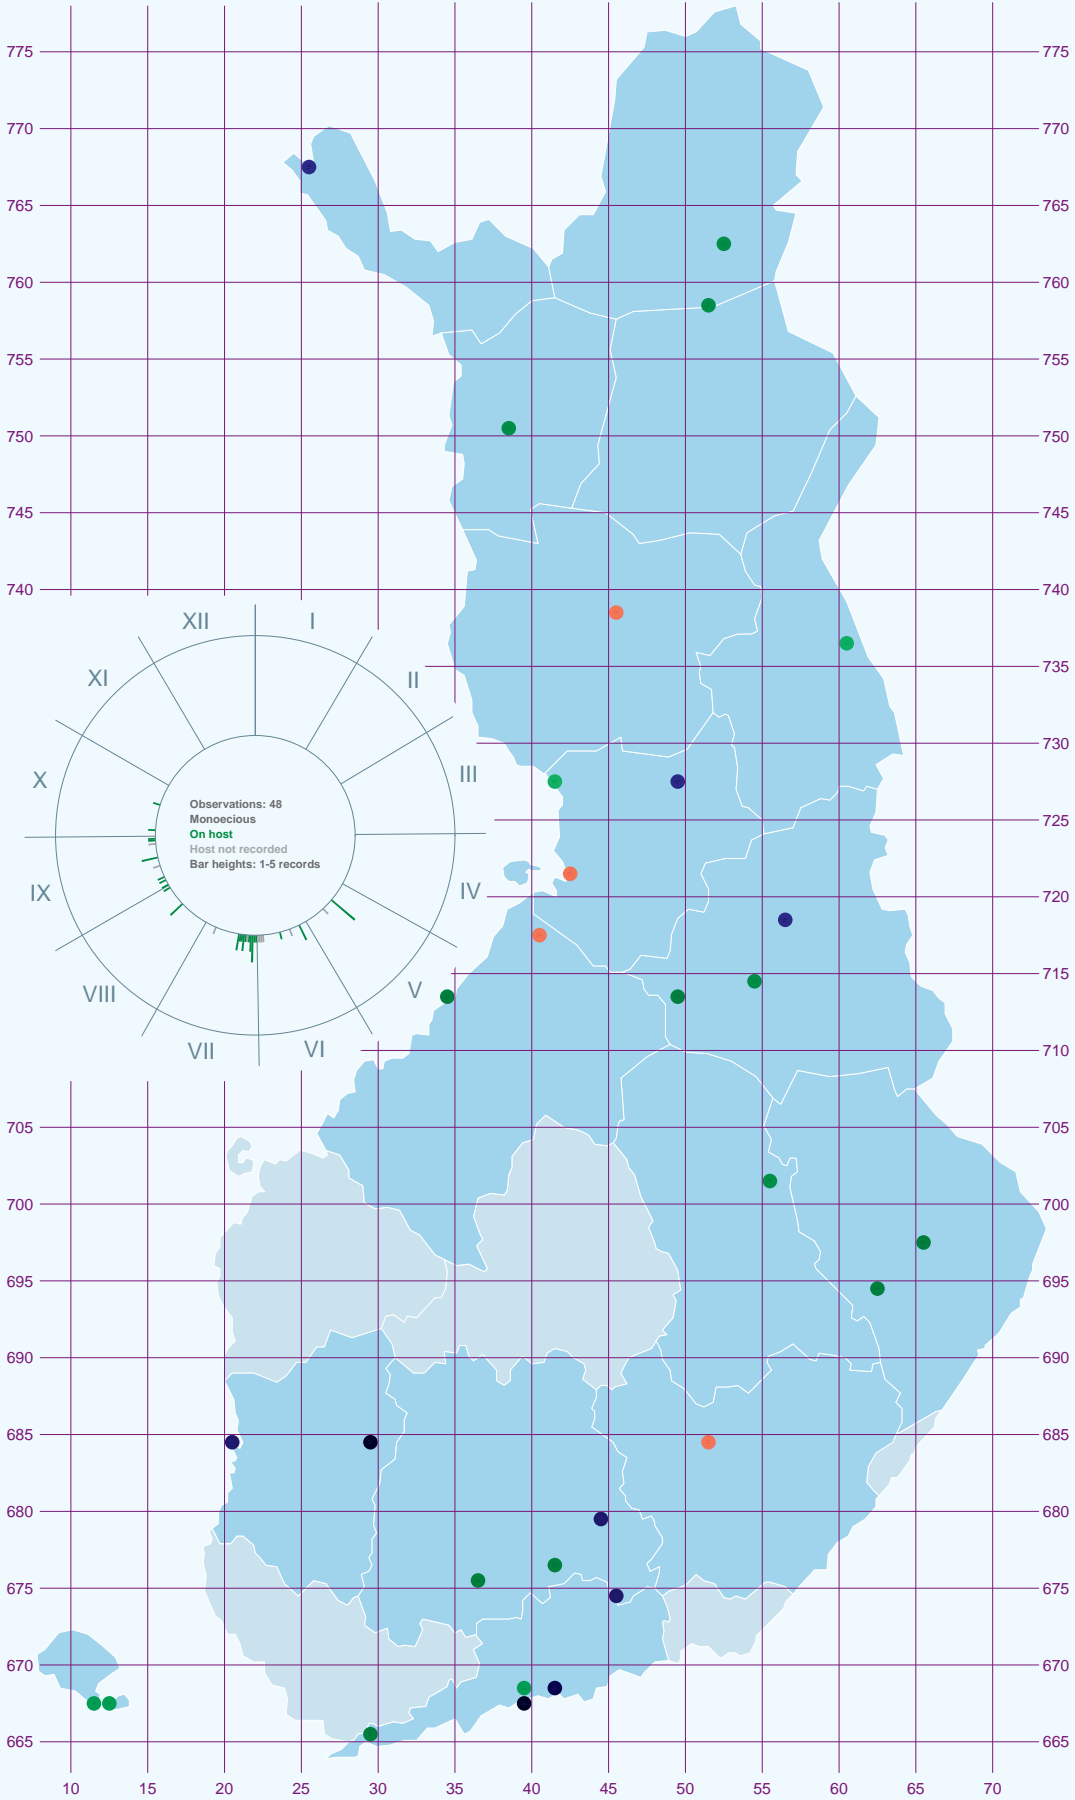 775 775
770 770
765 765
760 760
755 755
750 750
745 745
740 740
XII I
XI II
735 735
730 730
X III
Observations: 48
Monoecious
725 725
On host
Host not recorded
Bar heights: 1-5 records
IX IV
720 720
715 715
VIII V
VII VI
710 710
705 705
700 700
695 695
690 690
685 685
680 680
675 675
670 670
665 665
10 15 20 25 30 35 40 45 50 55 60 65 70